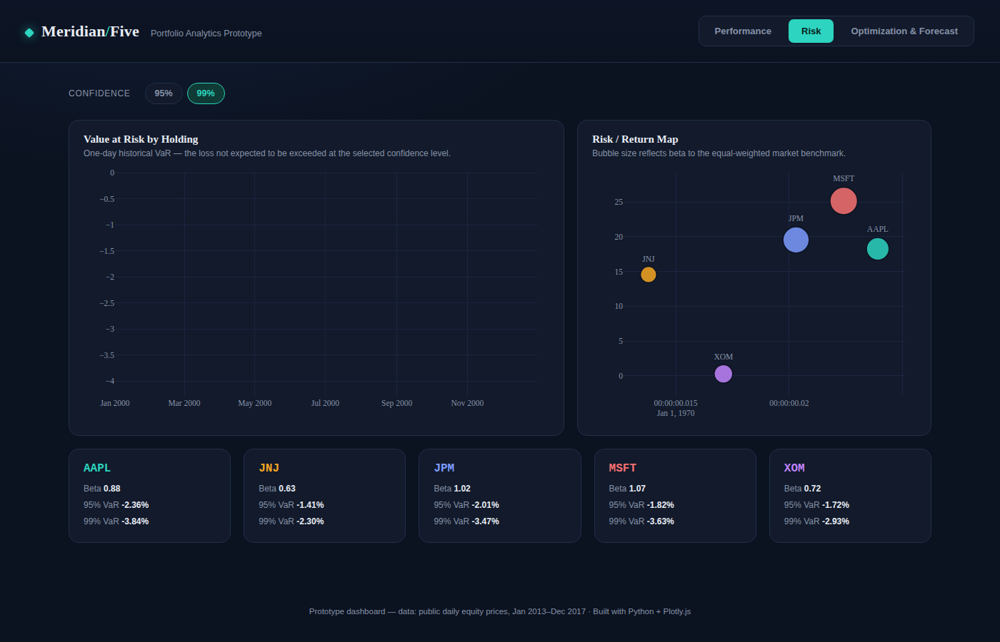 Meridian/Five Portfolio Analytics Prototype
Performance Risk Optimization & Forecast
CONFIDENCE 95% 99%
Value at Risk by Holding
One-day historical VaR — the loss not expected to be exceeded at the selected confidence level.
0
−0.5
−1
−1.5
−2
−2.5
−3
−3.5
−4
Jan 2000 Mar 2000 May 2000 Jul 2000 Sep 2000 Nov 2000
Risk / Return Map
Bubble size reflects beta to the equal-weighted market benchmark.
MSFT
25
JPM
AAPL
20
JNJ
15
10
5
XOM
0
00:00:00.015 00:00:00.02
Jan 1, 1970
AAPL
Beta 0.88
95% VaR -2.36%
99% VaR -3.84%
JNJ
Beta 0.63
95% VaR -1.41%
99% VaR -2.30%
JPM
Beta 1.02
95% VaR -2.01%
99% VaR -3.47%
MSFT
Beta 1.07
95% VaR -1.82%
99% VaR -3.63%
XOM
Beta 0.72
95% VaR -1.72%
99% VaR -2.93%
Prototype dashboard — data: public daily equity prices, Jan 2013–Dec 2017 · Built with Python + Plotly.js